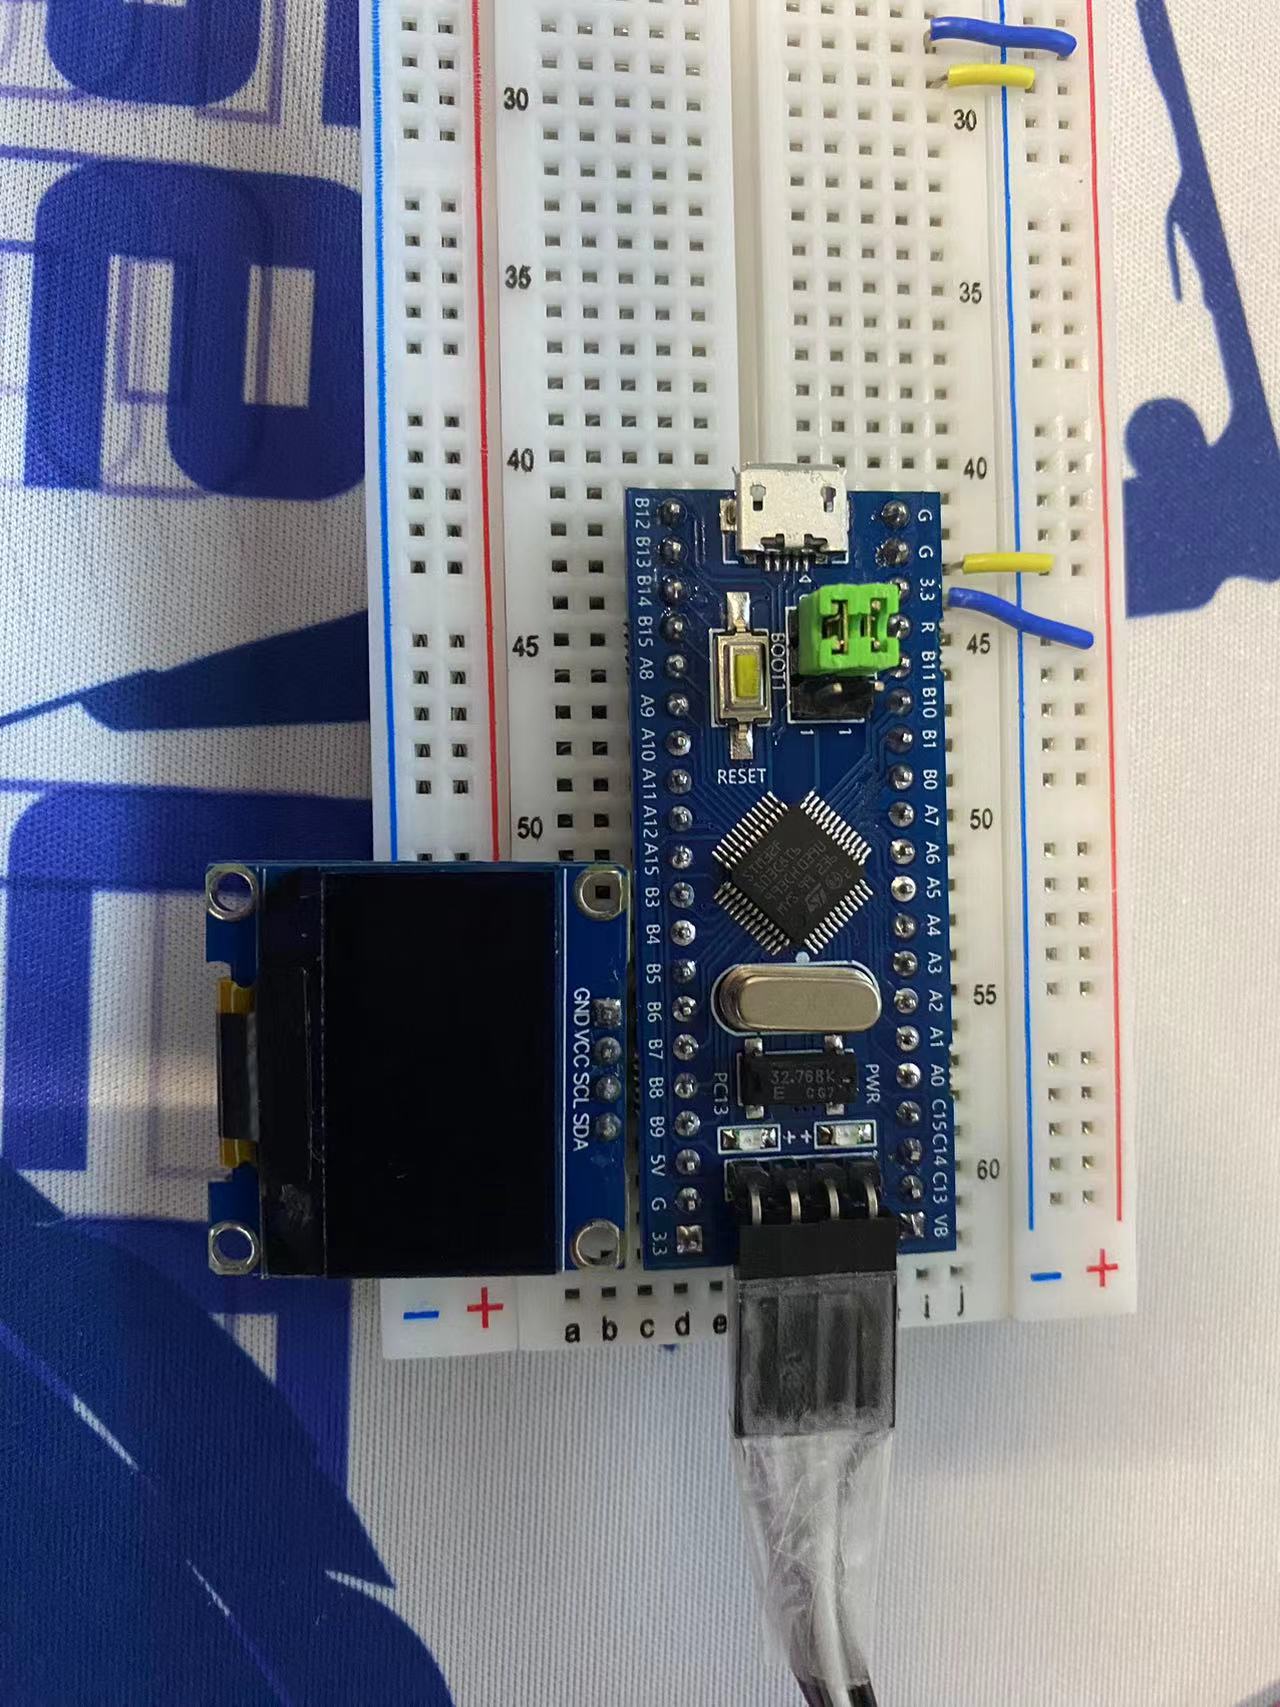 +
-
30 35 40 45 50 55 60
j
i
G G 3.3 R B11 B10 B1 B0 A7 A6 A5 A4 A3 A2 A1 A0 C15 C14 C13 VB
PWR
1
1
BOOT1
RESET
32.768K
PC13
B12 B13 B14 B15 A8 A9 A10 A11 A12 A15 B3 B4 B5 B6 B7 B8 B9 5V G 3.3
e
d
c
b
a
GND VCC SCL SDA
30 35 40 45 50
+
-